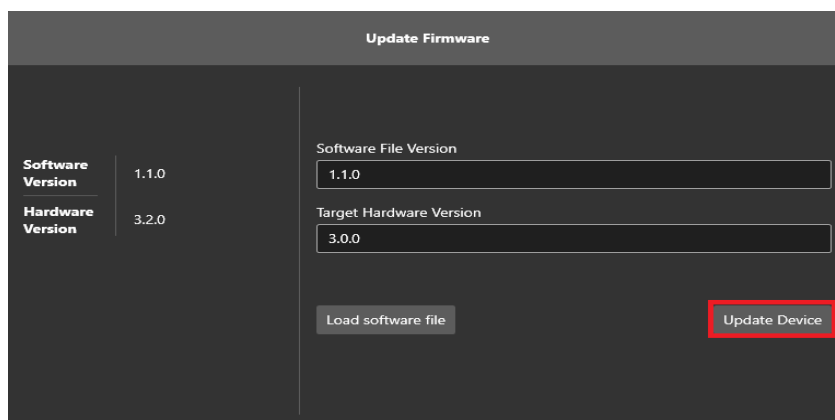 Update Firmware
Software
Version
1.1.0
Hardware
Version
3.2.0
Software File Version
1.1.0
Target Hardware Version
3.0.0
Load software file
Update Device